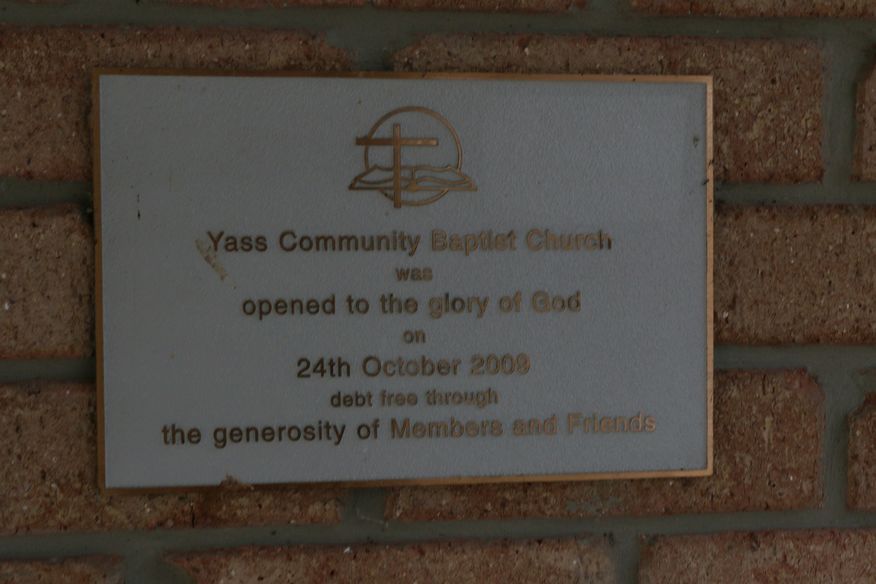 Yass Community Baptist Church
was
opened to the glory of God
on
24th October 2009
debt free through
the generosity of Members and Friends